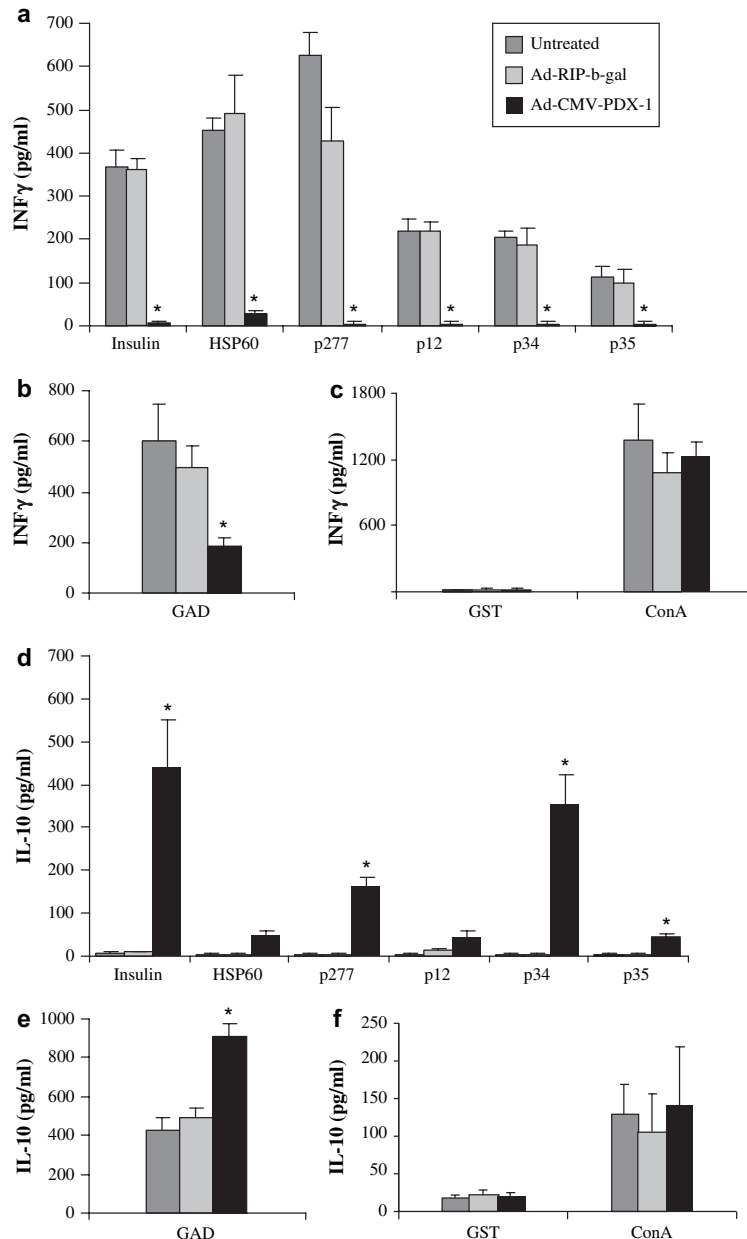 a
700
600
500
400
300
200
100
0
INFγ (pg/ml)
Untreated
Ad-RIP-b-gal
Ad-CMV-PDX-1
* * * * * *
Insulin HSP60 p277 p12 p34 p35
b
800
600
400
200
0
INFγ (pg/ml)
*
GAD
c
1800
1200
600
INFγ (pg/ml)
GST ConA
d
700
600
500
400
300
200
100
0
IL-10 (pg/ml)
* * * *
Insulin HSP60 p277 p12 p34 p35
e
1000
800
600
400
200
0
IL-10 (pg/ml)
*
GAD
f
250
200
150
100
50
0
IL-10 (pg/ml)
GST ConA